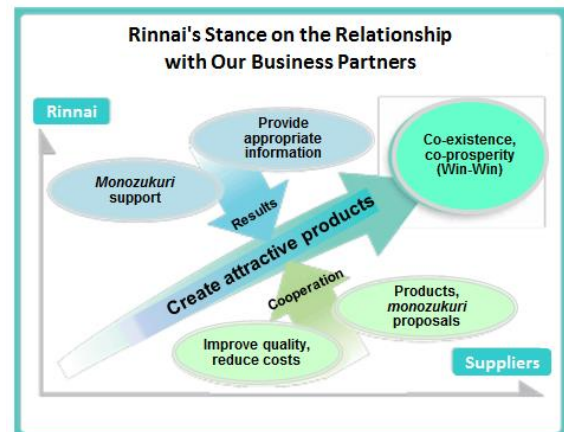 Rinnai's Stance on the Relationship
with Our Business Partners
Rinnai
Provide
appropriate
information
Co-existence,
co-prosperity
(Win-Win)
Monozukuri
support
Results
Create attractive products
Cooperation
Products,
monozukuri
proposals
Improve quality,
reduce costs
Suppliers